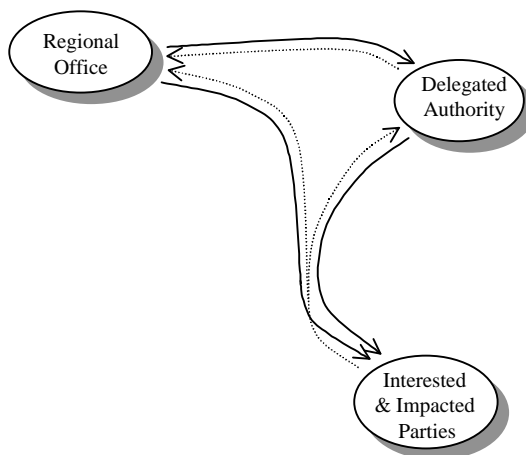 Regional
Office
Delegated
Authority
Interested
& Impacted
Parties